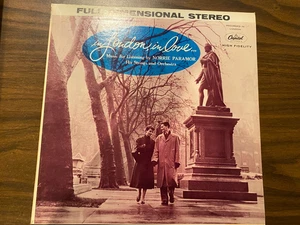 FULL DIMENSIONAL STEREO
in London, in love...
Music for Listening by NORRIE PARAMOR
His Strings and Orchestra
Capitol
HIGH FIDELITY